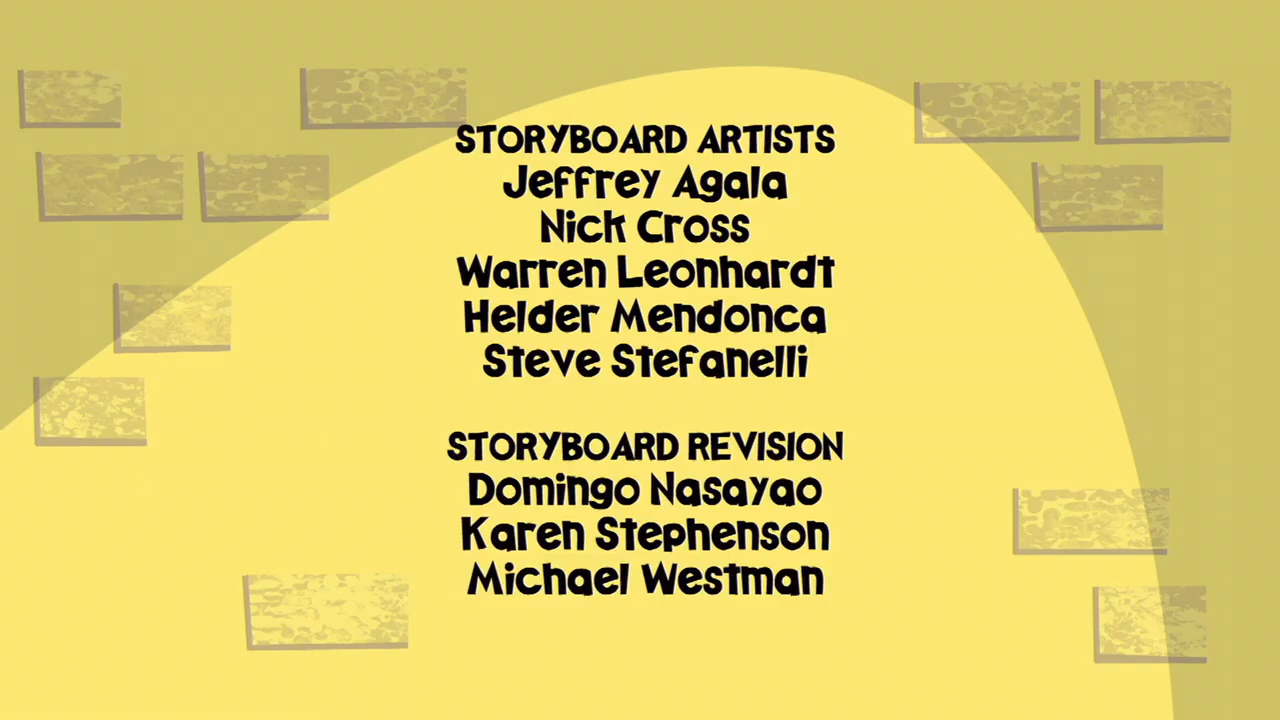 STORYBOARD ARTISTS
Jeffrey Agala
Nick Cross
Warren Leonhardt
Helder Mendonca
Steve Stefanelli
STORYBOARD REVISION
Domingo Nasayao
Karen Stephenson
Michael Westman